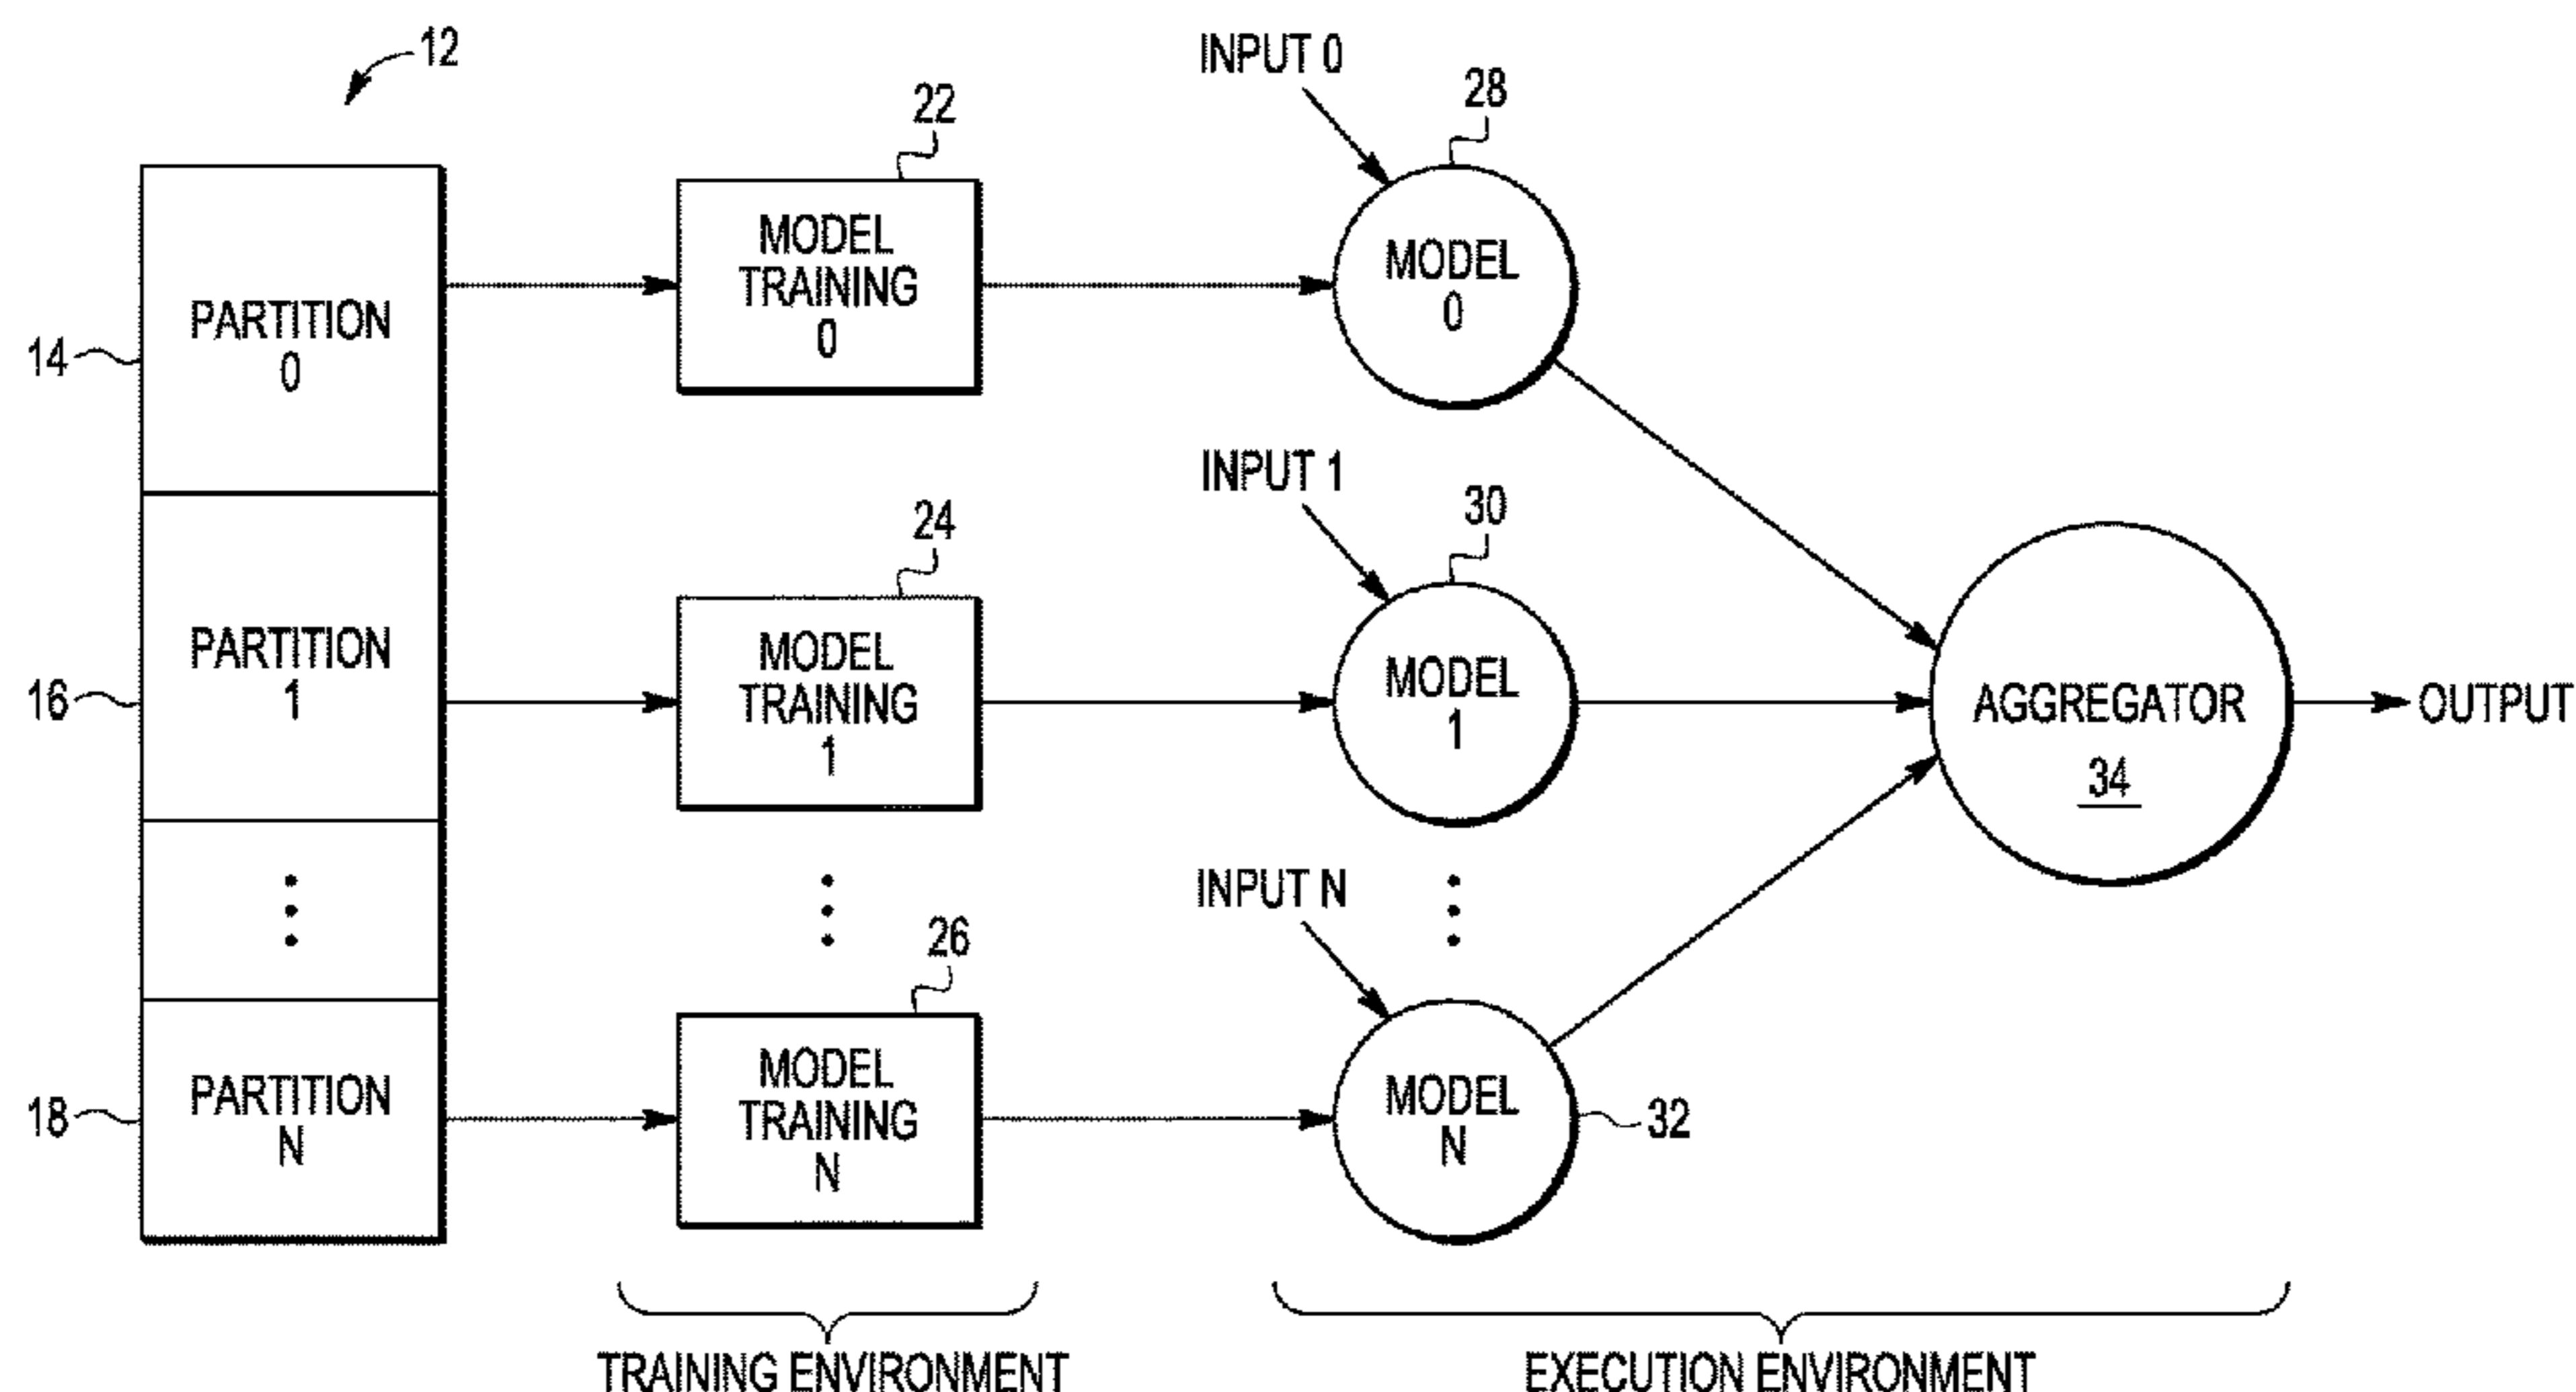 12
PARTITION
0
14
PARTITION
1
16
PARTITION
N
18
22
MODEL
TRAINING
0
24
MODEL
TRAINING
1
26
MODEL
TRAINING
N
INPUT 0
28
MODEL
0
INPUT 1
30
MODEL
1
INPUT N
MODEL
N
32
AGGREGATOR
34
OUTPUT
TRAINING ENVIRONMENT
EXECUTION ENVIRONMENT